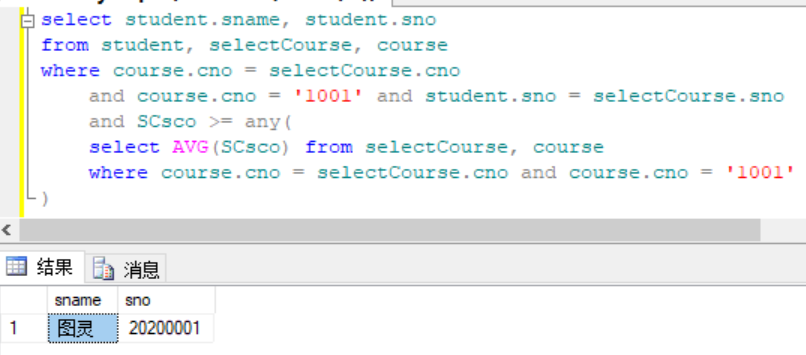 select student.sname, student.sno
from student, selectCourse, course
where course.cno = selectCourse.cno
and course.cno = '1001' and student.sno = selectCourse.sno
and SCsco >= any(
select AVG(SCsco) from selectCourse, course
where course.cno = selectCourse.cno and course.cno = '1001'
)
结果 消息
sname sno
1 图灵 20200001